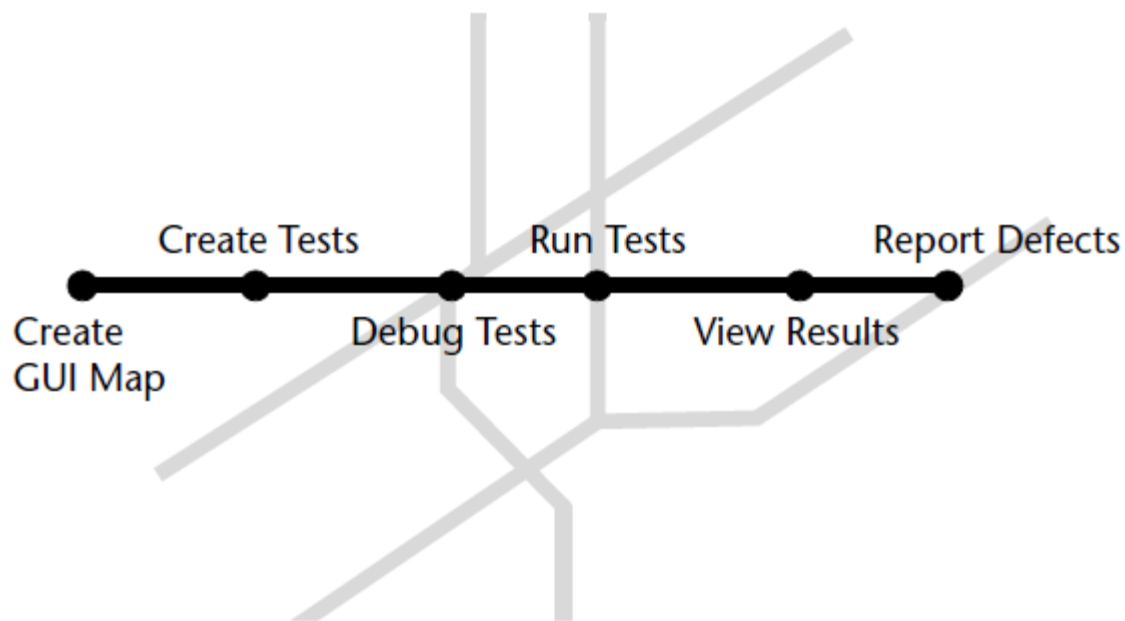 Create Tests
Run Tests
Report Defects
Create
GUI Map
Debug Tests
View Results